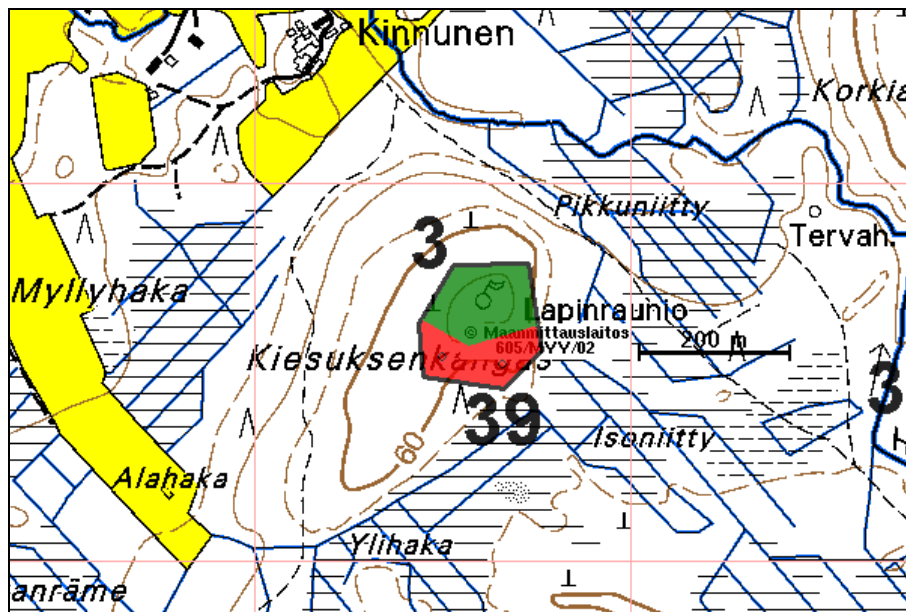 Kinnunen
Korkia
Pikkuniitty
3
Tervah.
Myllyhaka
Lapinraunio
© Maanmittauslaitos
605/MYY/02
200 m
Kiesuksenkangas
3
39
Isoniitty
60
H
Alahaka
Ylihaka
anräme